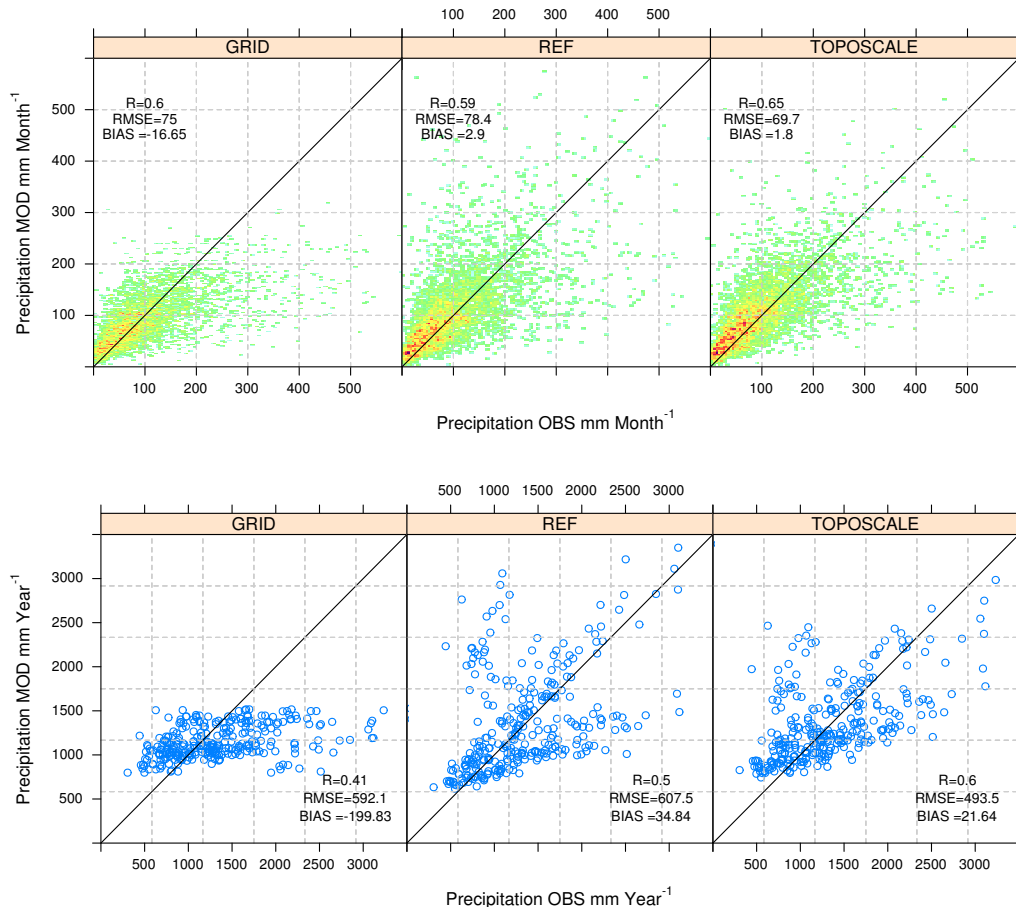 100 200 300 400 500
GRID REF TOPOSCALE
Precipitation MOD mm Month-1
500
400
300
200
100
R=0.6
RMSE=75
BIAS =-16.65
R=0.59
RMSE=78.4
BIAS =2.9
R=0.65
RMSE=69.7
BIAS =1.8
100 200 300 400 500
100 200 300 400 500
Precipitation OBS mm Month-1
500 1000 1500 2000 2500 3000
GRID REF TOPOSCALE
Precipitation MOD mm Year-1
3000
2500
2000
1500
1000
500
R=0.41
RMSE=592.1
BIAS =-199.83
R=0.5
RMSE=607.5
BIAS =34.84
R=0.6
RMSE=493.5
BIAS =21.64
500 1000 1500 2000 2500 3000
500 1000 1500 2000 2500 3000
Precipitation OBS mm Year-1